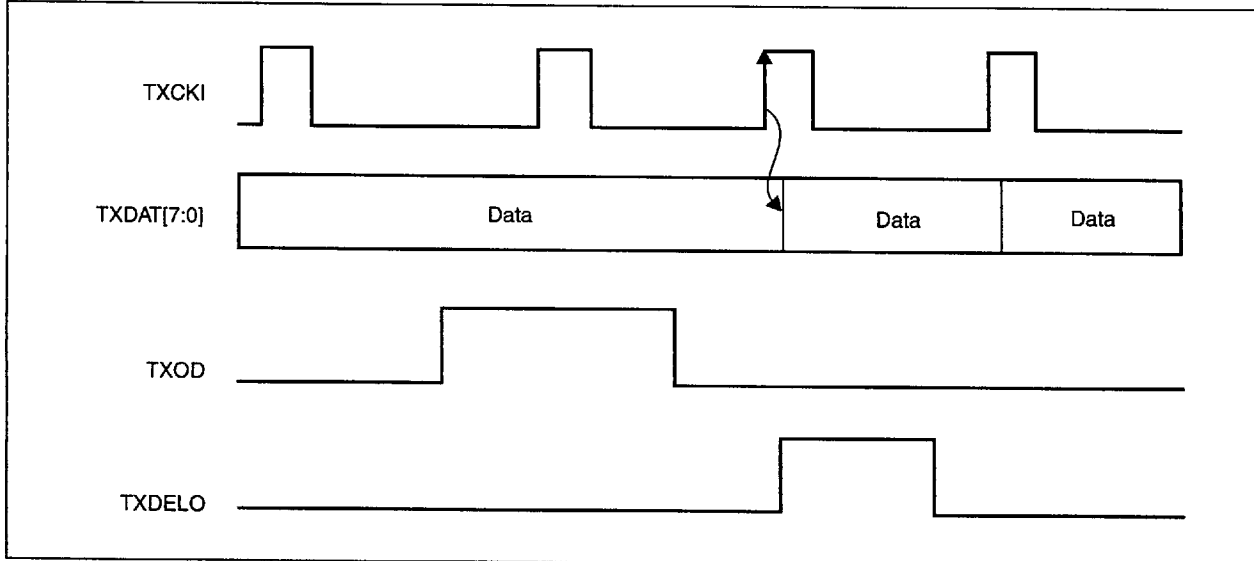 TXCKI
TXDAT[7:0]
Data
Data
Data
TXOD
TXDELO